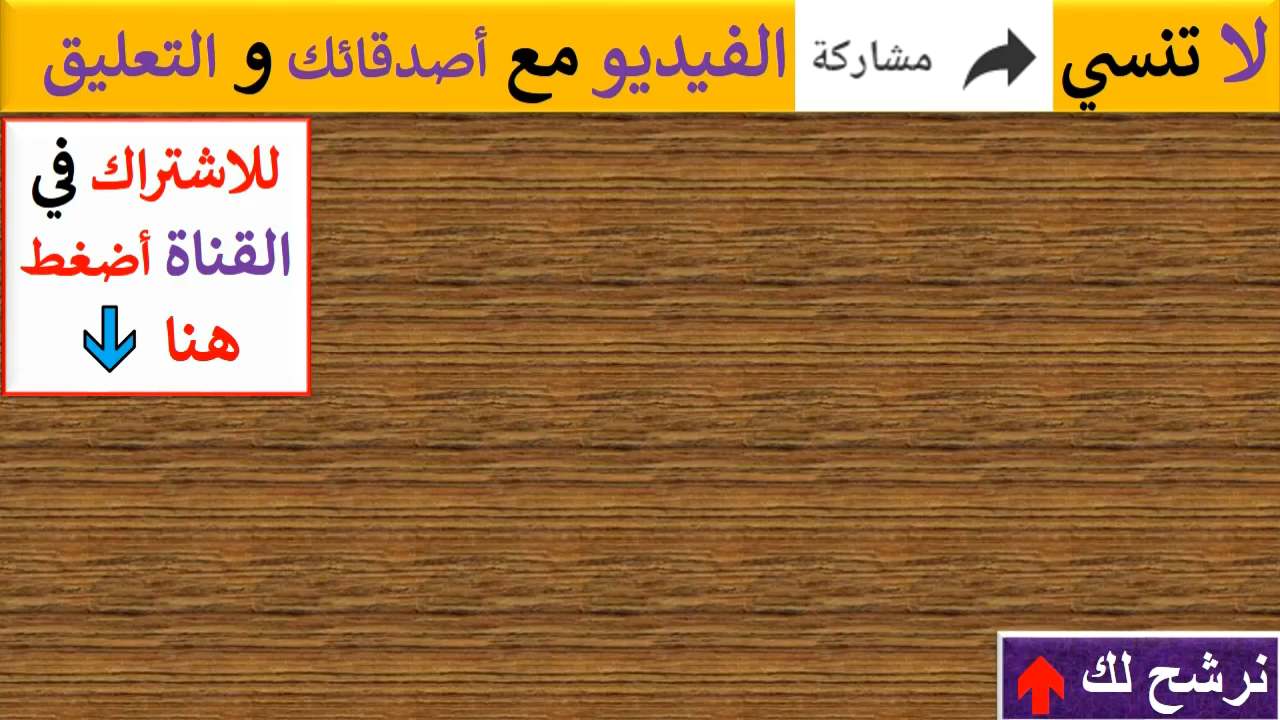 لا تنسي مشاركة الفيديو مع أصدقائك و التعليق
للاشتراك في
القناة أضغط
هنا
نرشح لك